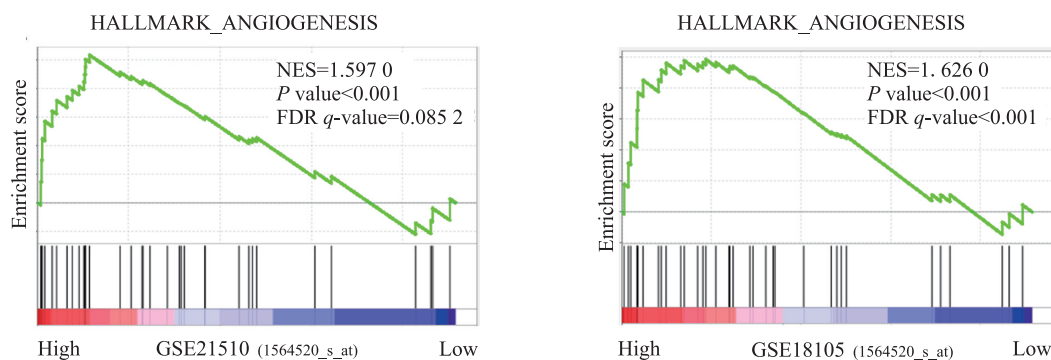 HALLMARK_ANGIOGENESIS
NES=1.597 0
P value<0.001
FDR q-value=0.085 2
Enrichment score
High GSE21510 (1564520_s_at) Low
HALLMARK_ANGIOGENESIS
NES=1. 626 0
P value<0.001
FDR q-value<0.001
Enrichment score
High GSE18105 (1564520_s_at) Low